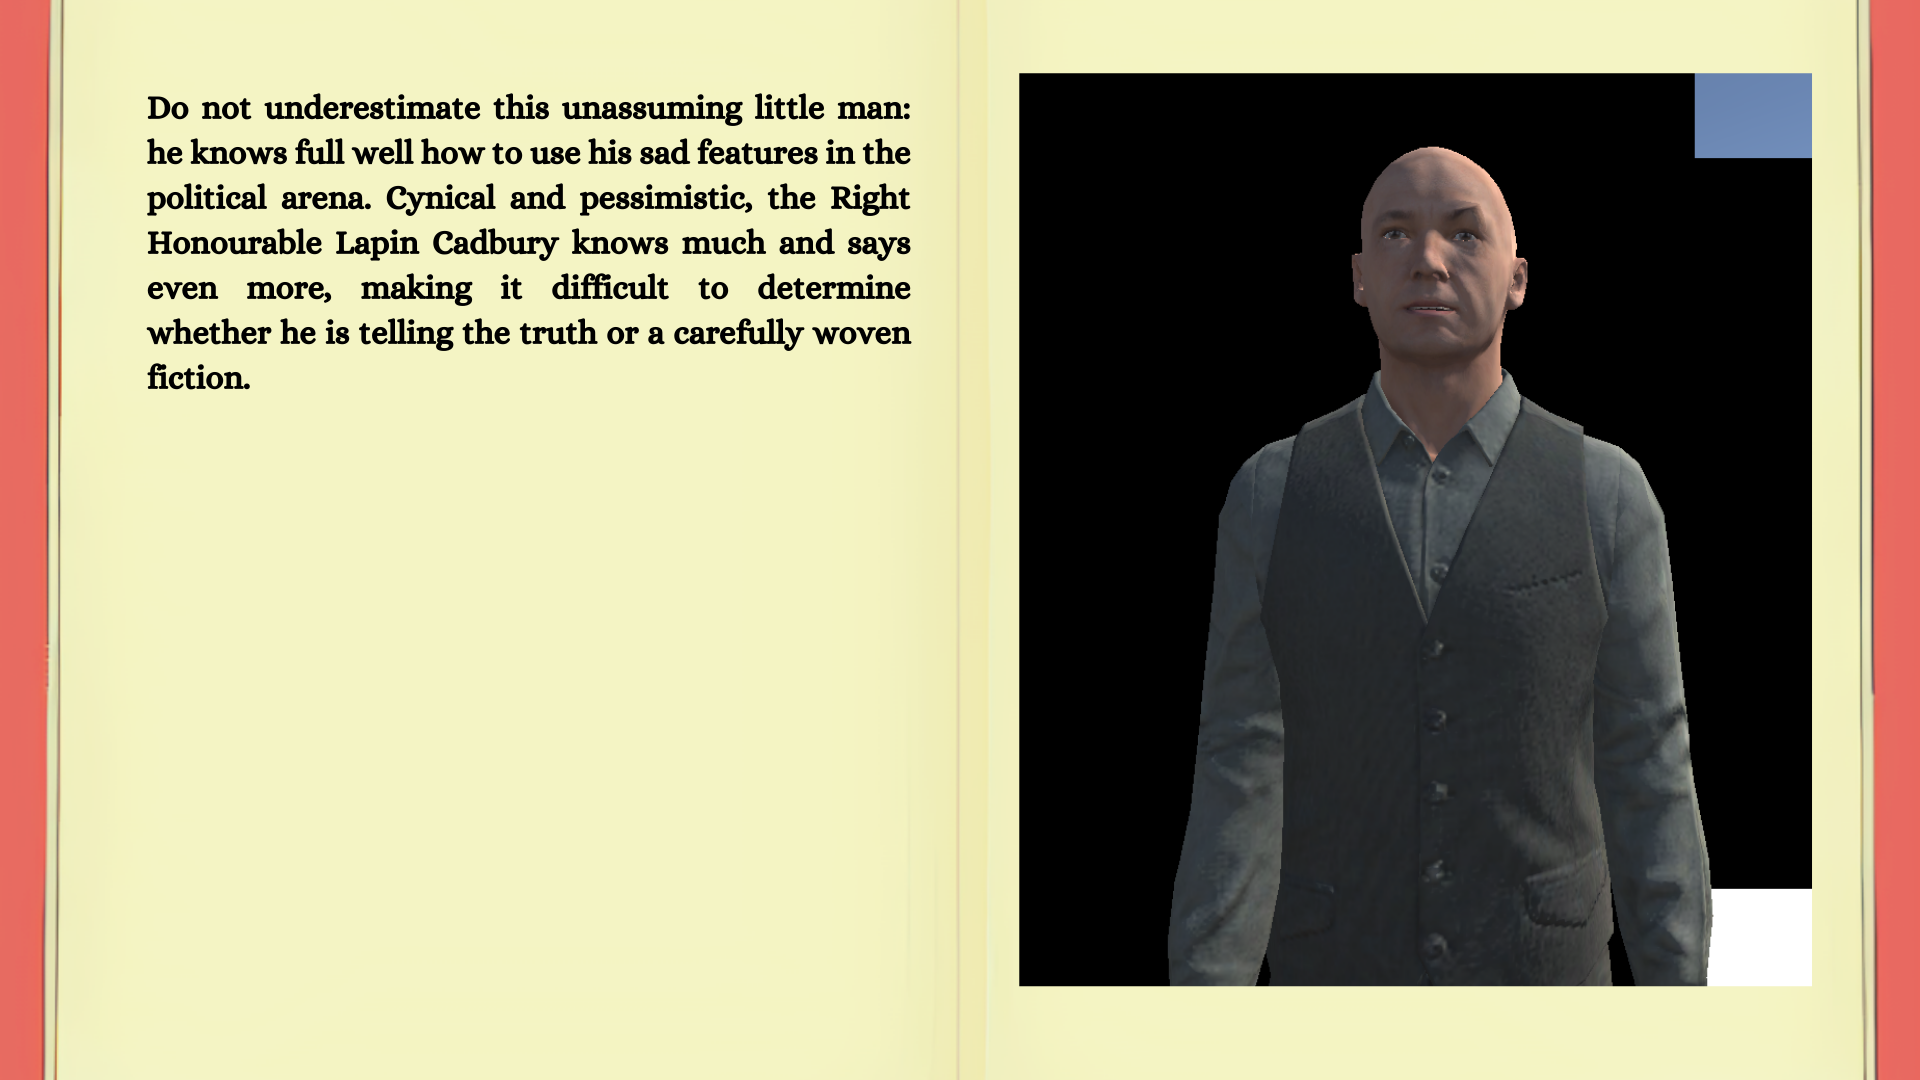 Do not underestimate this unassuming little man:
he knows full well how to use his sad features in the
political arena. Cynical and pessimistic, the Right
Honourable Lapin Cadbury knows much and says
even more, making it difficult to determine
whether he is telling the truth or a carefully woven
fiction.